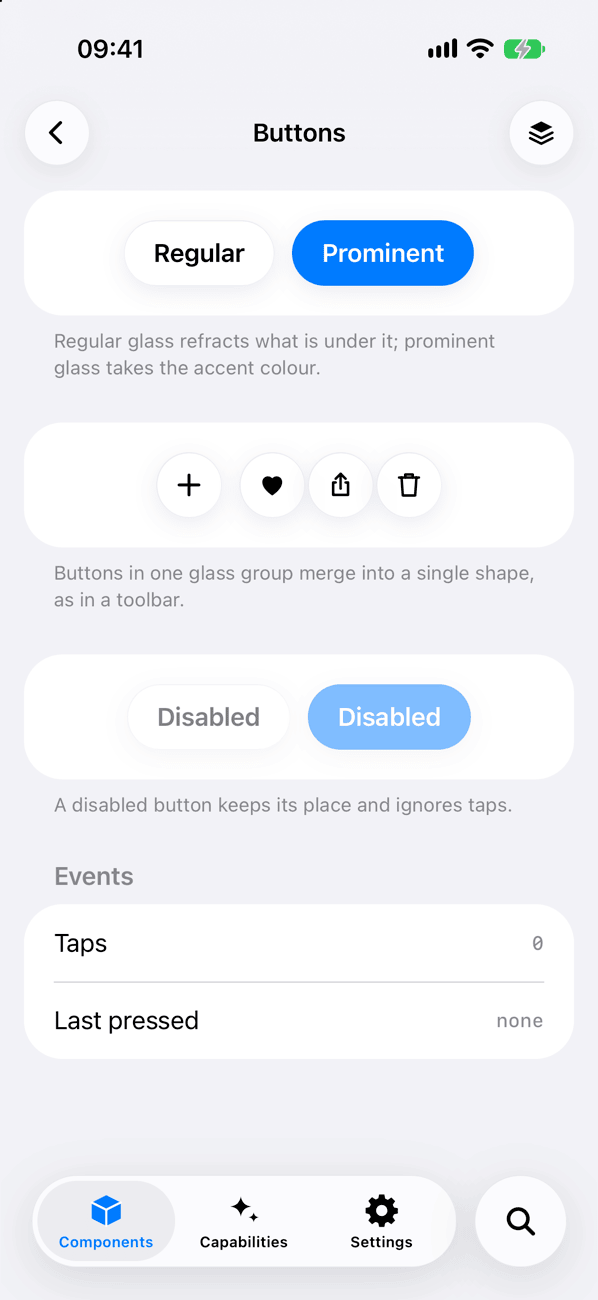 09:41
Buttons
Regular
Prominent
Regular glass refracts what is under it; prominent
glass takes the accent colour.
Buttons in one glass group merge into a single shape,
as in a toolbar.
Disabled
Disabled
A disabled button keeps its place and ignores taps.
Events
Taps
0
Last pressed
none
Components
Capabilities
Settings